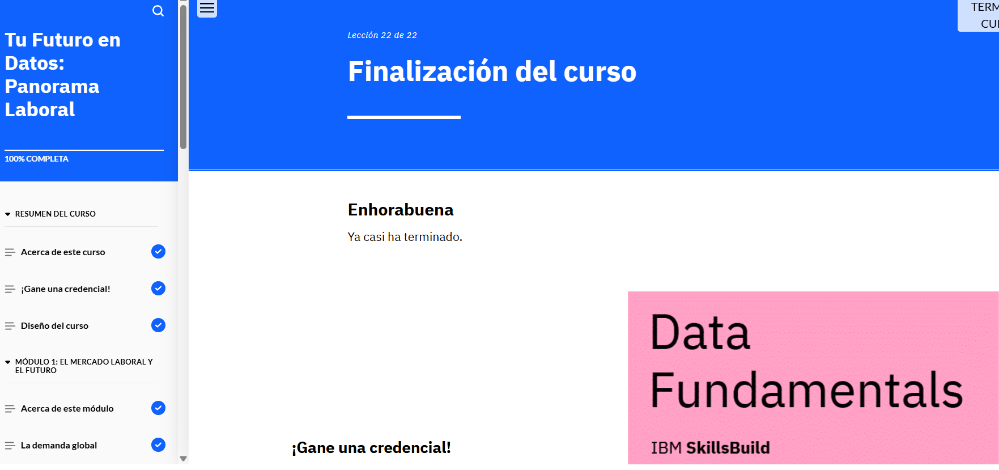 Tu Futuro en
Datos:
Panorama
Laboral
100% COMPLETA
RESUMEN DEL CURSO
Acerca de este curso
¡Gane una credencial!
Diseño del curso
MÓDULO 1: EL MERCADO LABORAL Y
EL FUTURO
Acerca de este módulo
La demanda global
Lección 22 de 22
Finalización del curso
Enhorabuena
Ya casi ha terminado.
¡Gane una credencial!
Data
Fundamentals
IBM SkillsBuild